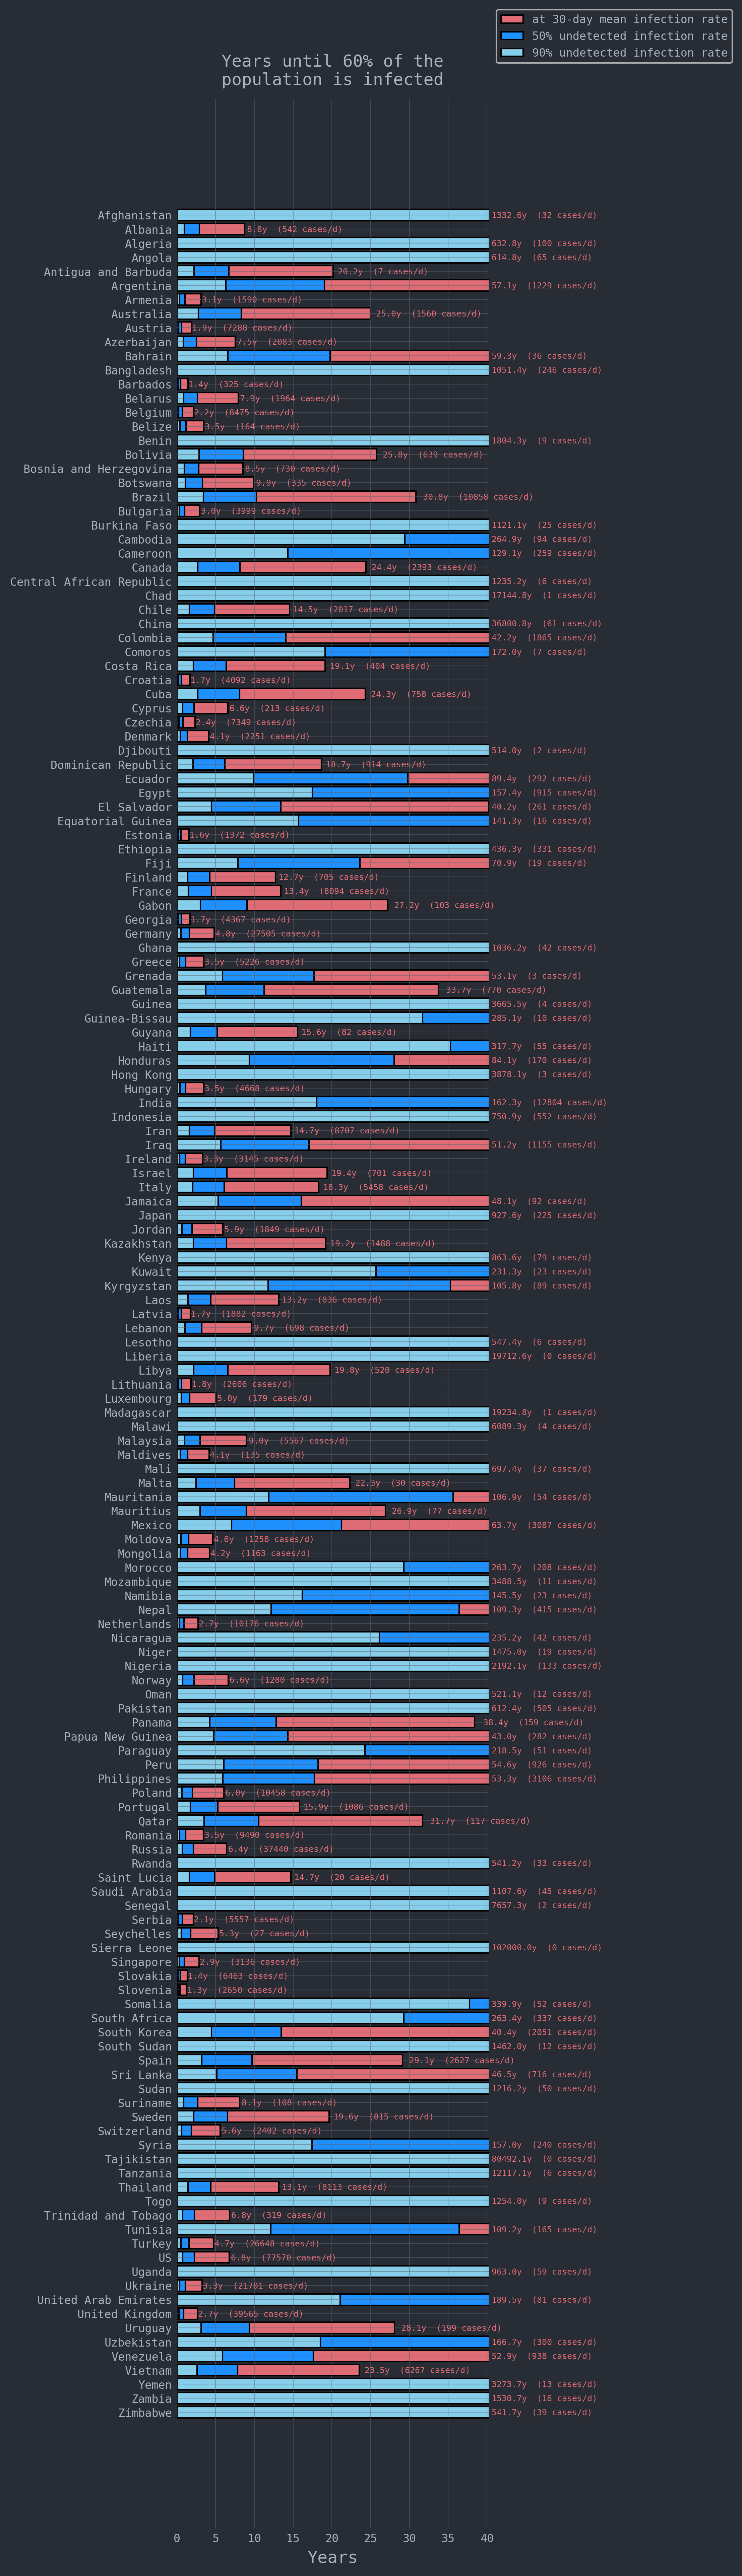 at 30-day mean infection rate
50% undetected infection rate
90% undetected infection rate
Years until 60% of the
population is infected
Afghanistan 1332.6y (32 cases/d)
Albania 8.8y (542 cases/d)
Algeria 632.8y (100 cases/d)
Angola 614.8y (65 cases/d)
Antigua and Barbuda 20.2y (7 cases/d)
Argentina 57.1y (1229 cases/d)
Armenia 3.1y (1590 cases/d)
Australia 25.0y (1560 cases/d)
Austria 1.9y (7288 cases/d)
Azerbaijan 7.5y (2083 cases/d)
Bahrain 59.3y (36 cases/d)
Bangladesh 1051.4y (246 cases/d)
Barbados 1.4y (325 cases/d)
Belarus 7.9y (1964 cases/d)
Belgium 2.2y (8475 cases/d)
Belize 3.5y (164 cases/d)
Benin 1804.3y (9 cases/d)
Bolivia 25.8y (639 cases/d)
Bosnia and Herzegovina 8.5y (730 cases/d)
Botswana 9.9y (335 cases/d)
Brazil 30.8y (10858 cases/d)
Bulgaria 3.0y (3999 cases/d)
Burkina Faso 1121.1y (25 cases/d)
Cambodia 264.9y (94 cases/d)
Cameroon 129.1y (259 cases/d)
Canada 24.4y (2393 cases/d)
Central African Republic 1235.2y (6 cases/d)
Chad 17144.8y (1 cases/d)
Chile 14.5y (2017 cases/d)
China 36800.8y (61 cases/d)
Colombia 42.2y (1865 cases/d)
Comoros 172.0y (7 cases/d)
Costa Rica 19.1y (404 cases/d)
Croatia 1.7y (4092 cases/d)
Cuba 24.3y (758 cases/d)
Cyprus 6.6y (213 cases/d)
Czechia 2.4y (7349 cases/d)
Denmark 4.1y (2251 cases/d)
Djibouti 514.0y (2 cases/d)
Dominican Republic 18.7y (914 cases/d)
Ecuador 89.4y (292 cases/d)
Egypt 157.4y (915 cases/d)
El Salvador 40.2y (261 cases/d)
Equatorial Guinea 141.3y (16 cases/d)
Estonia 1.6y (1372 cases/d)
Ethiopia 436.3y (331 cases/d)
Fiji 70.9y (19 cases/d)
Finland 12.7y (705 cases/d)
France 13.4y (8094 cases/d)
Gabon 27.2y (103 cases/d)
Georgia 1.7y (4367 cases/d)
Germany 4.8y (27505 cases/d)
Ghana 1036.2y (42 cases/d)
Greece 3.5y (5226 cases/d)
Grenada 53.1y (3 cases/d)
Guatemala 33.7y (770 cases/d)
Guinea 3665.5y (4 cases/d)
Guinea-Bissau 285.1y (10 cases/d)
Guyana 15.6y (82 cases/d)
Haiti 317.7y (55 cases/d)
Honduras 84.1y (170 cases/d)
Hong Kong 3878.1y (3 cases/d)
Hungary 3.5y (4668 cases/d)
India 162.3y (12804 cases/d)
Indonesia 750.9y (552 cases/d)
Iran 14.7y (8707 cases/d)
Iraq 51.2y (1155 cases/d)
Ireland 3.3y (3145 cases/d)
Israel 19.4y (701 cases/d)
Italy 18.3y (5458 cases/d)
Jamaica 48.1y (92 cases/d)
Japan 927.6y (225 cases/d)
Jordan 5.9y (1849 cases/d)
Kazakhstan 19.2y (1488 cases/d)
Kenya 863.6y (79 cases/d)
Kuwait 231.3y (23 cases/d)
Kyrgyzstan 105.8y (89 cases/d)
Laos 13.2y (836 cases/d)
Latvia 1.7y (1882 cases/d)
Lebanon 9.7y (698 cases/d)
Lesotho 547.4y (6 cases/d)
Liberia 19712.6y (0 cases/d)
Libya 19.8y (520 cases/d)
Lithuania 1.8y (2606 cases/d)
Luxembourg 5.0y (179 cases/d)
Madagascar 19234.8y (1 cases/d)
Malawi 6089.3y (4 cases/d)
Malaysia 9.0y (5567 cases/d)
Maldives 4.1y (135 cases/d)
Mali 697.4y (37 cases/d)
Malta 22.3y (30 cases/d)
Mauritania 106.9y (54 cases/d)
Mauritius 26.9y (77 cases/d)
Mexico 63.7y (3087 cases/d)
Moldova 4.6y (1258 cases/d)
Mongolia 4.2y (1163 cases/d)
Morocco 263.7y (208 cases/d)
Mozambique 3488.5y (11 cases/d)
Namibia 145.5y (23 cases/d)
Nepal 109.3y (415 cases/d)
Netherlands 2.7y (10176 cases/d)
Nicaragua 235.2y (42 cases/d)
Niger 1475.0y (19 cases/d)
Nigeria 2192.1y (133 cases/d)
Norway 6.6y (1280 cases/d)
Oman 521.1y (12 cases/d)
Pakistan 612.4y (505 cases/d)
Panama 38.4y (159 cases/d)
Papua New Guinea 43.0y (282 cases/d)
Paraguay 218.5y (51 cases/d)
Peru 54.6y (926 cases/d)
Philippines 53.3y (3106 cases/d)
Poland 6.0y (10458 cases/d)
Portugal 15.9y (1086 cases/d)
Qatar 31.7y (117 cases/d)
Romania 3.5y (9490 cases/d)
Russia 6.4y (37440 cases/d)
Rwanda 541.2y (33 cases/d)
Saint Lucia 14.7y (20 cases/d)
Saudi Arabia 1107.6y (45 cases/d)
Senegal 7657.3y (2 cases/d)
Serbia 2.1y (5557 cases/d)
Seychelles 5.3y (27 cases/d)
Sierra Leone 102000.0y (0 cases/d)
Singapore 2.9y (3136 cases/d)
Slovakia 1.4y (6463 cases/d)
Slovenia 1.3y (2650 cases/d)
Somalia 339.9y (52 cases/d)
South Africa 263.4y (337 cases/d)
South Korea 40.4y (2051 cases/d)
South Sudan 1462.0y (12 cases/d)
Spain 29.1y (2627 cases/d)
Sri Lanka 46.5y (716 cases/d)
Sudan 1216.2y (50 cases/d)
Suriname 8.1y (108 cases/d)
Sweden 19.6y (815 cases/d)
Switzerland 5.6y (2402 cases/d)
Syria 157.0y (240 cases/d)
Tajikistan 80492.1y (0 cases/d)
Tanzania 12117.1y (6 cases/d)
Thailand 13.1y (8113 cases/d)
Togo 1254.0y (9 cases/d)
Trinidad and Tobago 6.8y (319 cases/d)
Tunisia 109.2y (165 cases/d)
Turkey 4.7y (26648 cases/d)
US 6.8y (77570 cases/d)
Uganda 963.0y (59 cases/d)
Ukraine 3.3y (21701 cases/d)
United Arab Emirates 189.5y (81 cases/d)
United Kingdom 2.7y (39565 cases/d)
Uruguay 28.1y (199 cases/d)
Uzbekistan 166.7y (300 cases/d)
Venezuela 52.9y (938 cases/d)
Vietnam 23.5y (6267 cases/d)
Yemen 3273.7y (13 cases/d)
Zambia 1530.7y (16 cases/d)
Zimbabwe 541.7y (39 cases/d)
0 5 10 15 20 25 30 35 40
Years